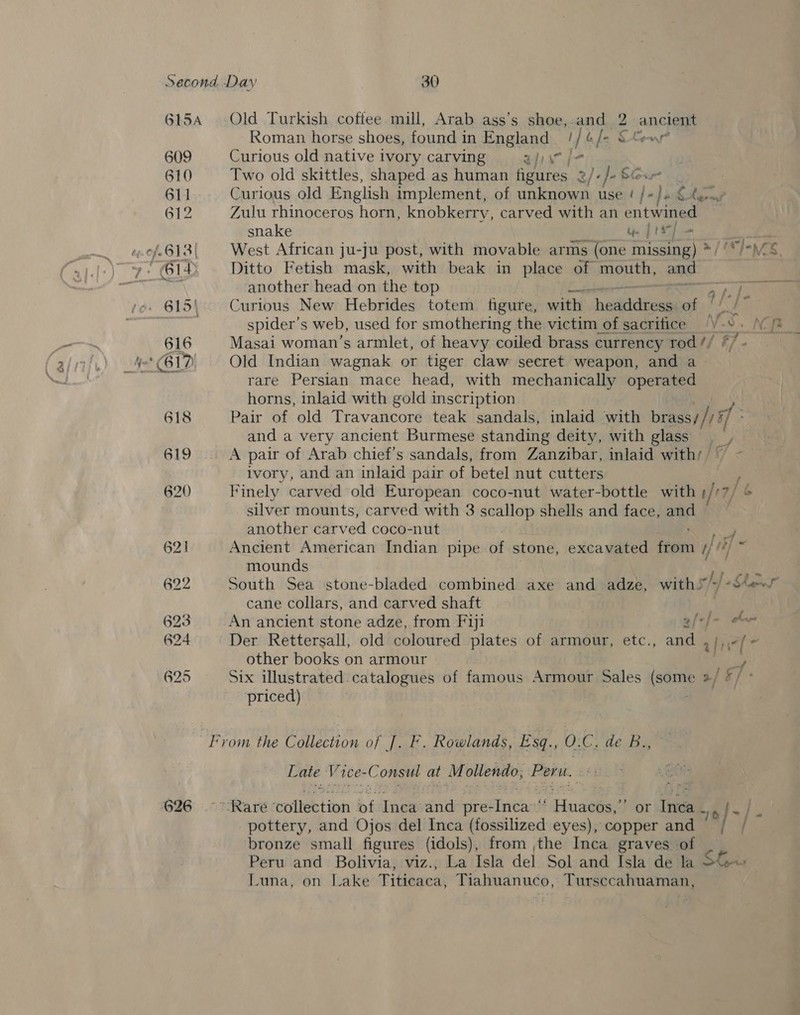 Second Day 30
615A Old Turkish coffee mill, Arab ass's shoe, and 2 ancient
Roman horse shoes, found in England 1/6/-
609 Curious old native ivory carving
610 Two old skittles, shaped as human figures 2/-/-
611 Curious old English implement, of unknown use 1/-/-
612 Zulu rhinoceros horn, knobkerry, carved with an entwined
snake
613 West African ju-ju post, with movable arms (one missing)
614 Ditto Fetish mask, with beak in place of mouth, and
another head on the top
615 Curious New Hebrides totem figure, with headdress of
spider's web, used for smothering the victim of sacrifice
616 Masai woman's armlet, of heavy coiled brass currency rod
617 Old Indian wagnak or tiger claw secret weapon, and a
rare Persian mace head, with mechanically operated
horns, inlaid with gold inscription
618 Pair of old Travancore teak sandals, inlaid with brass,
and a very ancient Burmese standing deity, with glass
619 A pair of Arab chief's sandals, from Zanzibar, inlaid with
ivory, and an inlaid pair of betel nut cutters
620 Finely carved old European coco-nut water-bottle with
silver mounts, carved with 3 scallop shells and face, and
another carved coco-nut
621 Ancient American Indian pipe of stone, excavated from
mounds
622 South Sea stone-bladed combined axe and adze, with
cane collars, and carved shaft
623 An ancient stone adze, from Fiji 2/-/-
624 Der Rettersall, old coloured plates of armour, etc., and
other books on armour
625 Six illustrated catalogues of famous Armour Sales (some
priced)
From the Collection of J. F. Rowlands, Esq., O.C. de B.,
Late Vice-Consul at Mollendo, Peru.
626 Rare collection of Inca and pre-Inca “Huacos,” or Inca
pottery, and Ojos del Inca (fossilized eyes), copper and
bronze small figures (idols), from the Inca graves of
Peru and Bolivia, viz., La Isla del Sol and Isla de la
Luna, on Lake Titicaca, Tiahuanuco, Tursccahuaman,